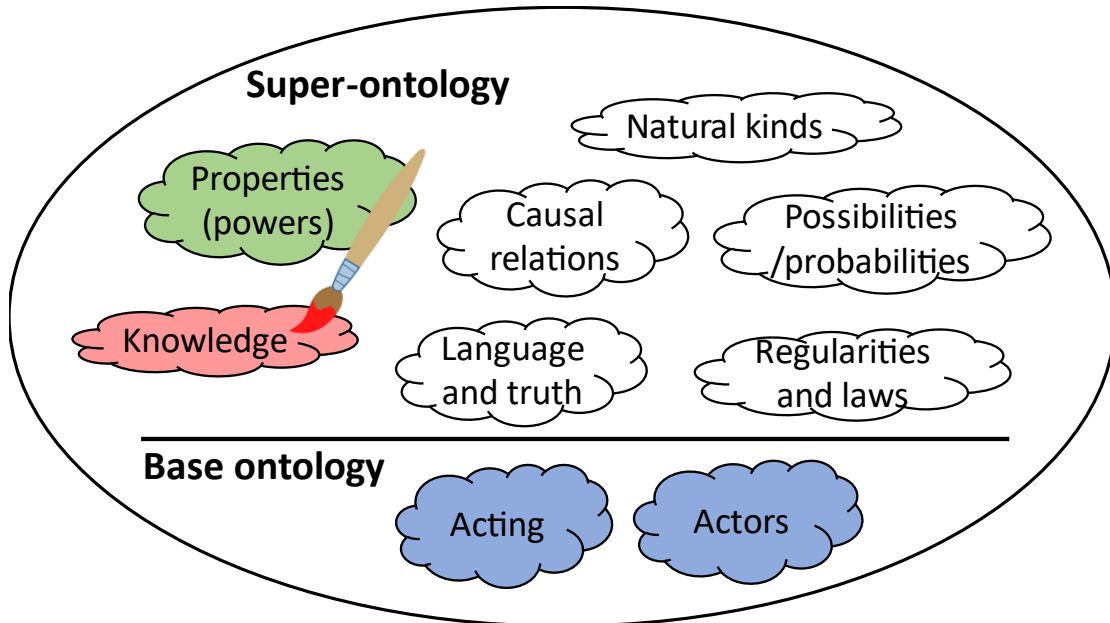 Super-ontology
Natural kinds
Properties
(powers)
Causal
relations
Possibilities
/probabilities
Knowledge
Language
and truth
Regularities
and laws
Base ontology
Acting
Actors